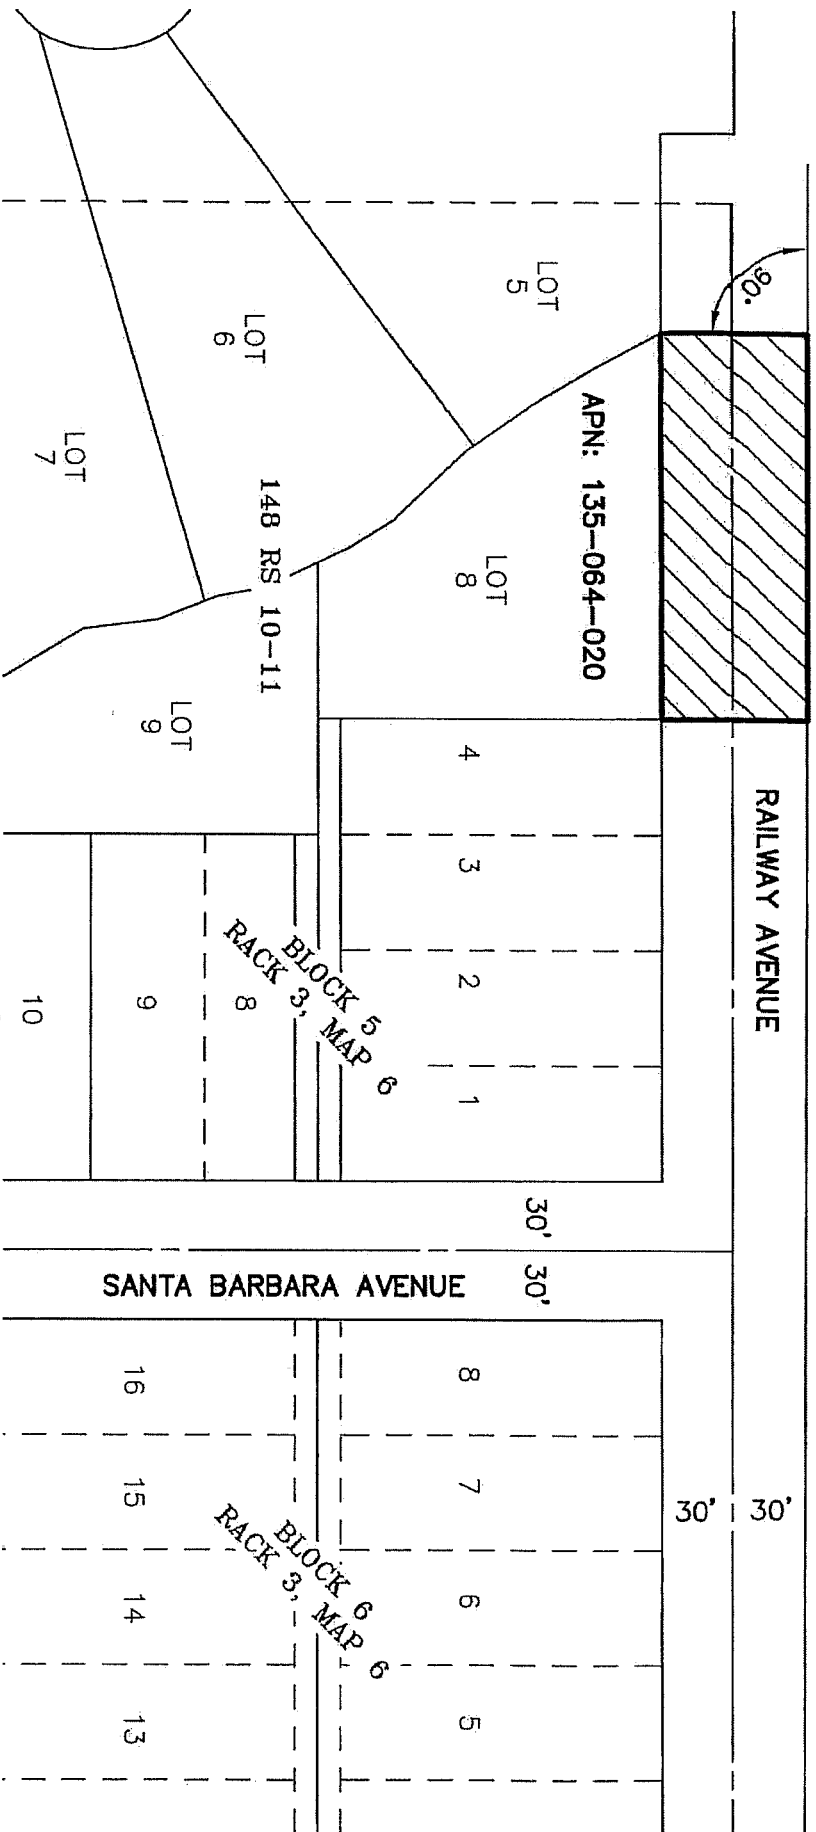 90°
RAILWAY AVENUE
30'
30'
APN: 135-064-020
LOT
5
LOT
8
4
3
2
1
30'
30'
8
7
6
5
LOT
6
148 RS 10-11
BLOCK 5
RACK 3, MAP 6
SANTA BARBARA AVENUE
BLOCK 6
RACK 3, MAP 6
LOT
7
LOT
9
8
9
10
16
15
14
13